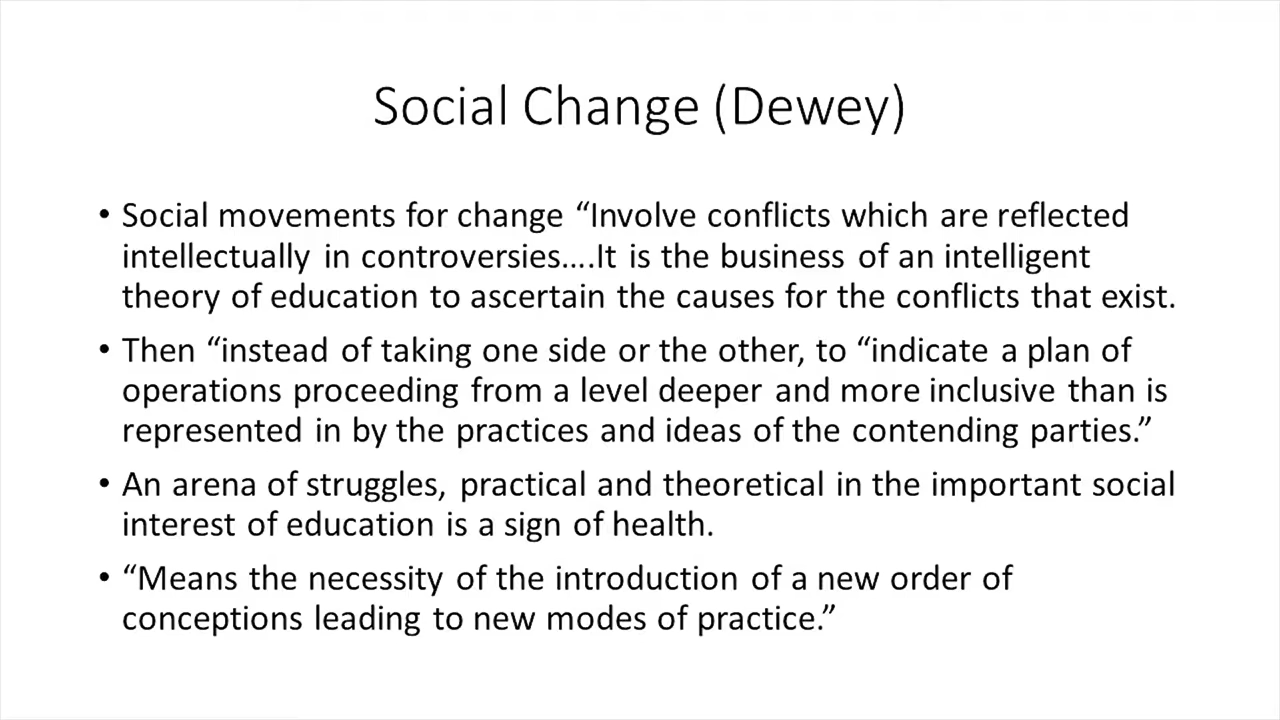 Social Change (Dewey)
• Social movements for change “Involve conflicts which are reflected
intellectually in controversies....It is the business of an intelligent
theory of education to ascertain the causes for the conflicts that exist.
• Then “instead of taking one side or the other, to “indicate a plan of
operations proceeding from a level deeper and more inclusive than is
represented in by the practices and ideas of the contending parties.”
• An arena of struggles, practical and theoretical in the important social
interest of education is a sign of health.
• “Means the necessity of the introduction of a new order of
conceptions leading to new modes of practice.”